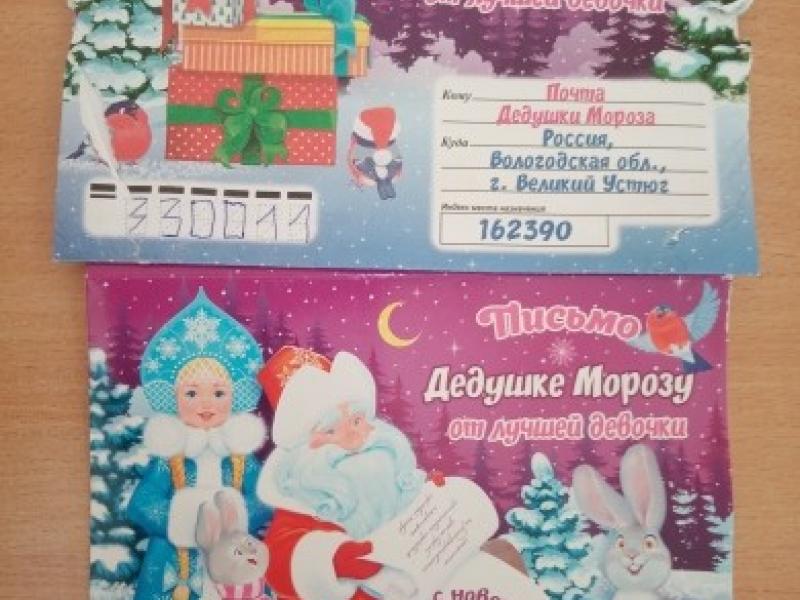 от лучшей девочки
Кому Почта
Дедушки Мороза
Куда Россия,
Вологодская обл.,
г. Великий Устюг
Индекс места назначения
162390
330011
Письмо
Дедушке Морозу
от лучшей девочки
с Нов